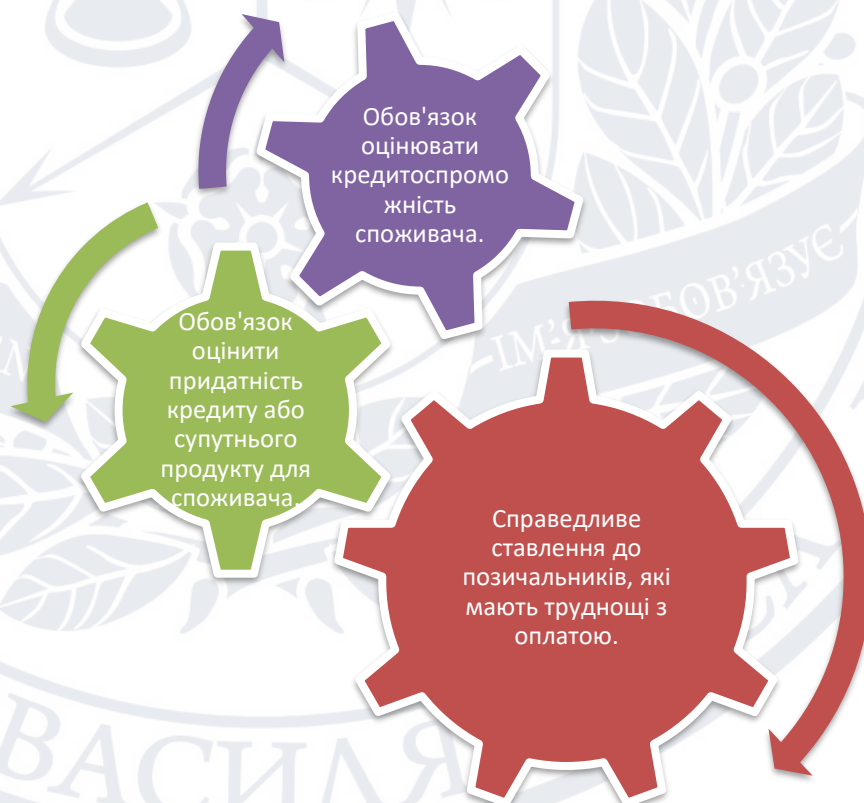 Обов'язок
оцінювати
кредитоспромо
жність
споживача.
Обов'язок
оцінити
придатність
кредиту або
супутнього
продукту для
споживача.
Справедливе
ставлення до
позичальників, які
мають труднощі з
оплатою.
ВАСИЛЯ